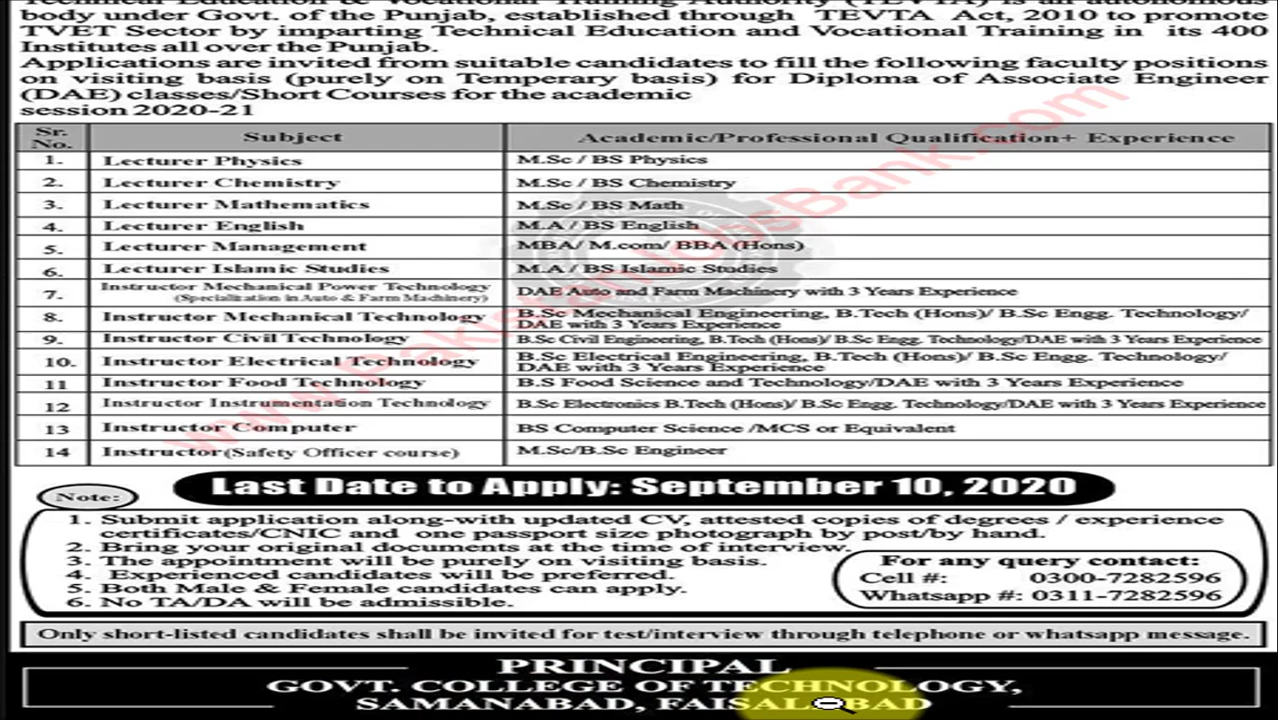 Technical Education & Vocational Training Authority (TEVTA) is an autonomous
body under Govt. of the Punjab, established through TEVTA Act, 2010 to promote
TVET Sector by imparting Technical Education and Vocational Training in its 400
Institutes all over the Punjab.
Applications are invited from suitable candidates to fill the following faculty positions
on visiting basis (purely on Temporary basis) for Diploma of Associate Engineer
(DAE) classes/Short Courses for the academic
session 2020-21
Sr. No. Subject Academic/Professional Qualification+ Experience
1. Lecturer Physics M.Sc / BS Physics
2. Lecturer Chemistry M.Sc / BS Chemistry
3. Lecturer Mathematics M.Sc / BS Math
4. Lecturer English M.A / BS English
5. Lecturer Management MBA/ M.com/ BBA (Hons)
6. Lecturer Islamic Studies M.A / BS Islamic Studies
7. Instructor Mechanical Power Technology
(Specialization in Auto & Farm Machinery) DAE Auto and Farm Machinery with 3 Years Experience
8. Instructor Mechanical Technology B.Sc Mechanical Engineering, B.Tech (Hons)/ B.Sc Engg. Technology/
DAE with 3 Years Experience
9. Instructor Civil Technology B.Sc Civil Engineering, B.Tech (Hons)/ B.Sc Engg. Technology/DAE with 3 Years Experience
10. Instructor Electrical Technology B.Sc Electrical Engineering, B.Tech (Hons)/ B.Sc Engg. Technology/
DAE with 3 Years Experience
11 Instructor Food Technology B.S Food Science and Technology/DAE with 3 Years Experience
12 Instructor Instrumentation Technology B.Sc Electronics B.Tech (Hons)/ B.Sc Engg. Technology/DAE with 3 Years Experience
13 Instructor Computer BS Computer Science /MCS or Equivalent
14 Instructor (Safety Officer course) M.Sc/B.Sc Engineer
www.PakistanJobsBank.com
Last Date to Apply: September 10, 2020
Note:
1. Submit application along-with updated CV, attested copies of degrees / experience
certificates/CNIC and one passport size photograph by post/by hand.
2. Bring your original documents at the time of interview.
3. The appointment will be purely on visiting basis.
4. Experienced candidates will be preferred.
5. Both Male & Female candidates can apply.
6. No TA/DA will be admissible.
For any query contact:
Cell #: 0300-7282596
Whatsapp #: 0311-7282596
Only short-listed candidates shall be invited for test/interview through telephone or whatsapp message.
PRINCIPAL
GOVT. COLLEGE OF TECHNOLOGY,
SAMANABAD, FAISALABAD